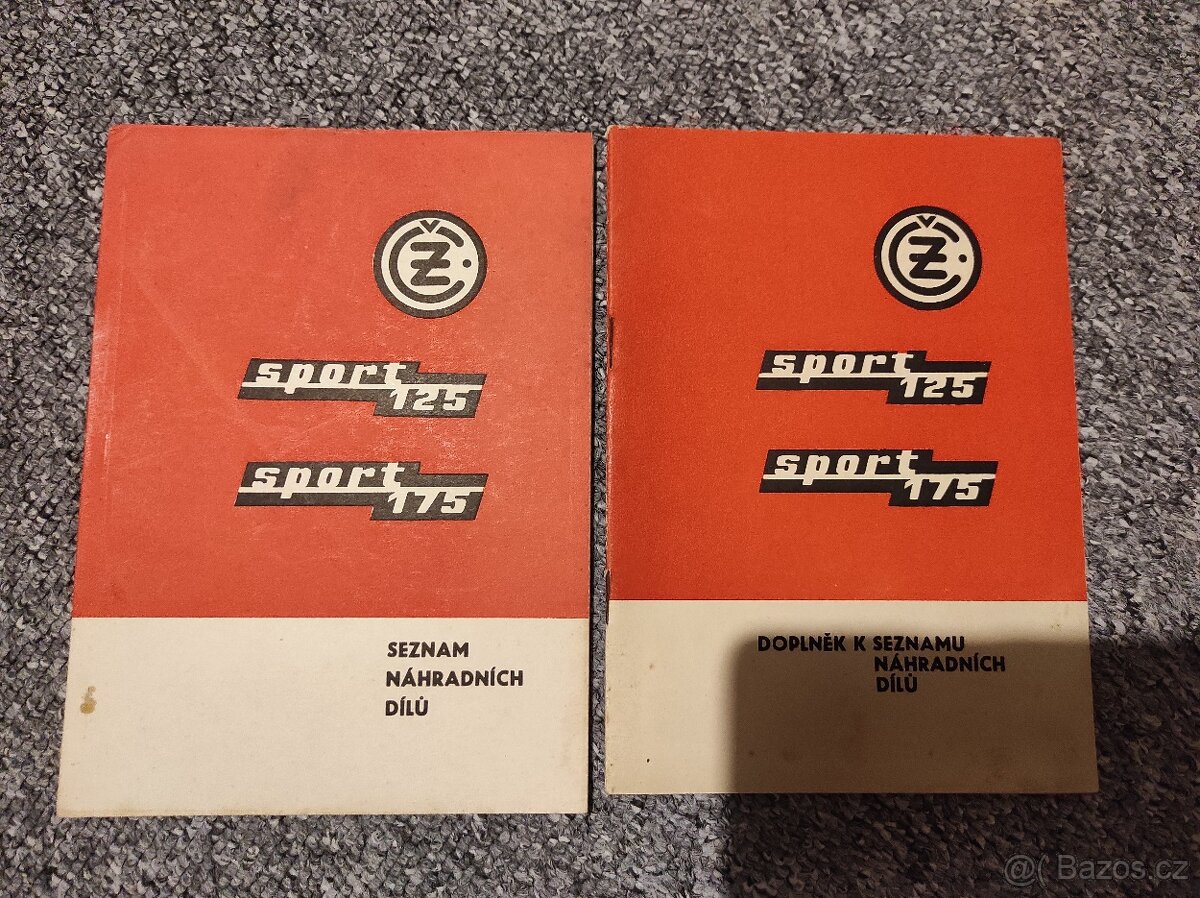 ČZ
sport
125
sport
175
SEZNAM
NÁHRADNÍCH
DÍLŮ
ČZ
sport
125
sport
175
DOPLNĚK K SEZNAMU
NÁHRADNÍCH
DÍLŮ
@( Bazos.cz